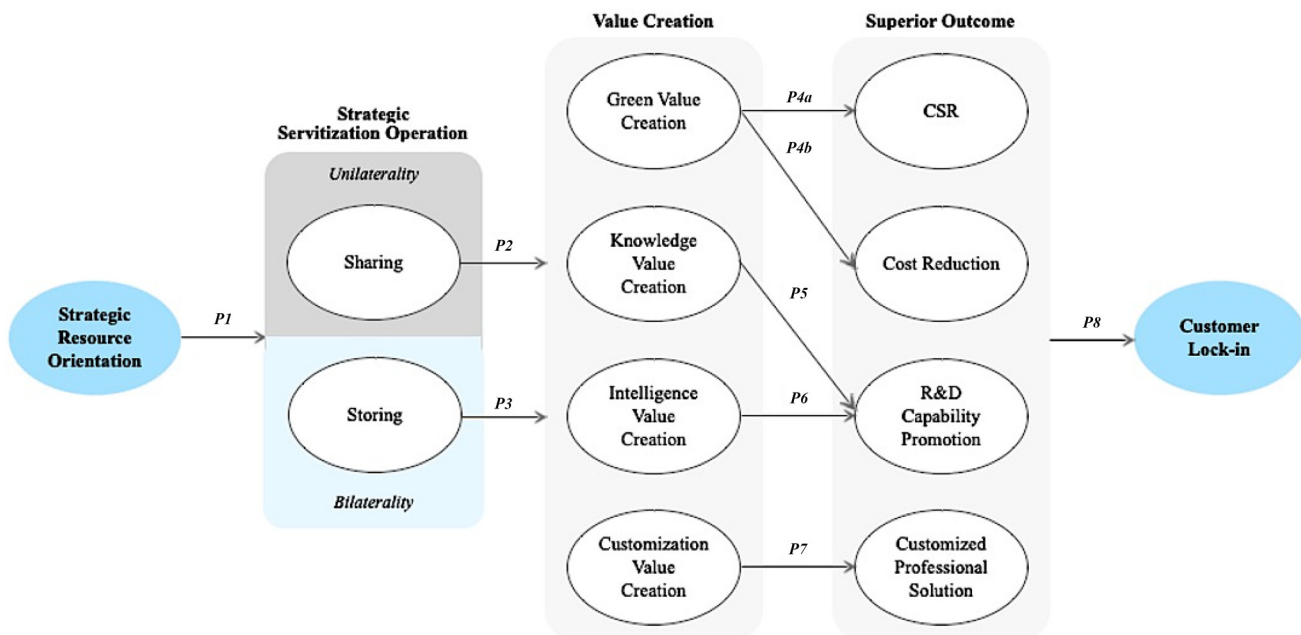 Value Creation
Superior Outcome
Strategic
Servitization Operation
Unilaterality
Sharing
Storing
Bilaterality
Strategic
Resource
Orientation
P1
P2
P3
Green Value
Creation
Knowledge
Value
Creation
Intelligence
Value
Creation
Customization
Value
Creation
P4a
P4b
P5
P6
P7
CSR
Cost Reduction
R&D
Capability
Promotion
Customized
Professional
Solution
P8
Customer
Lock-in